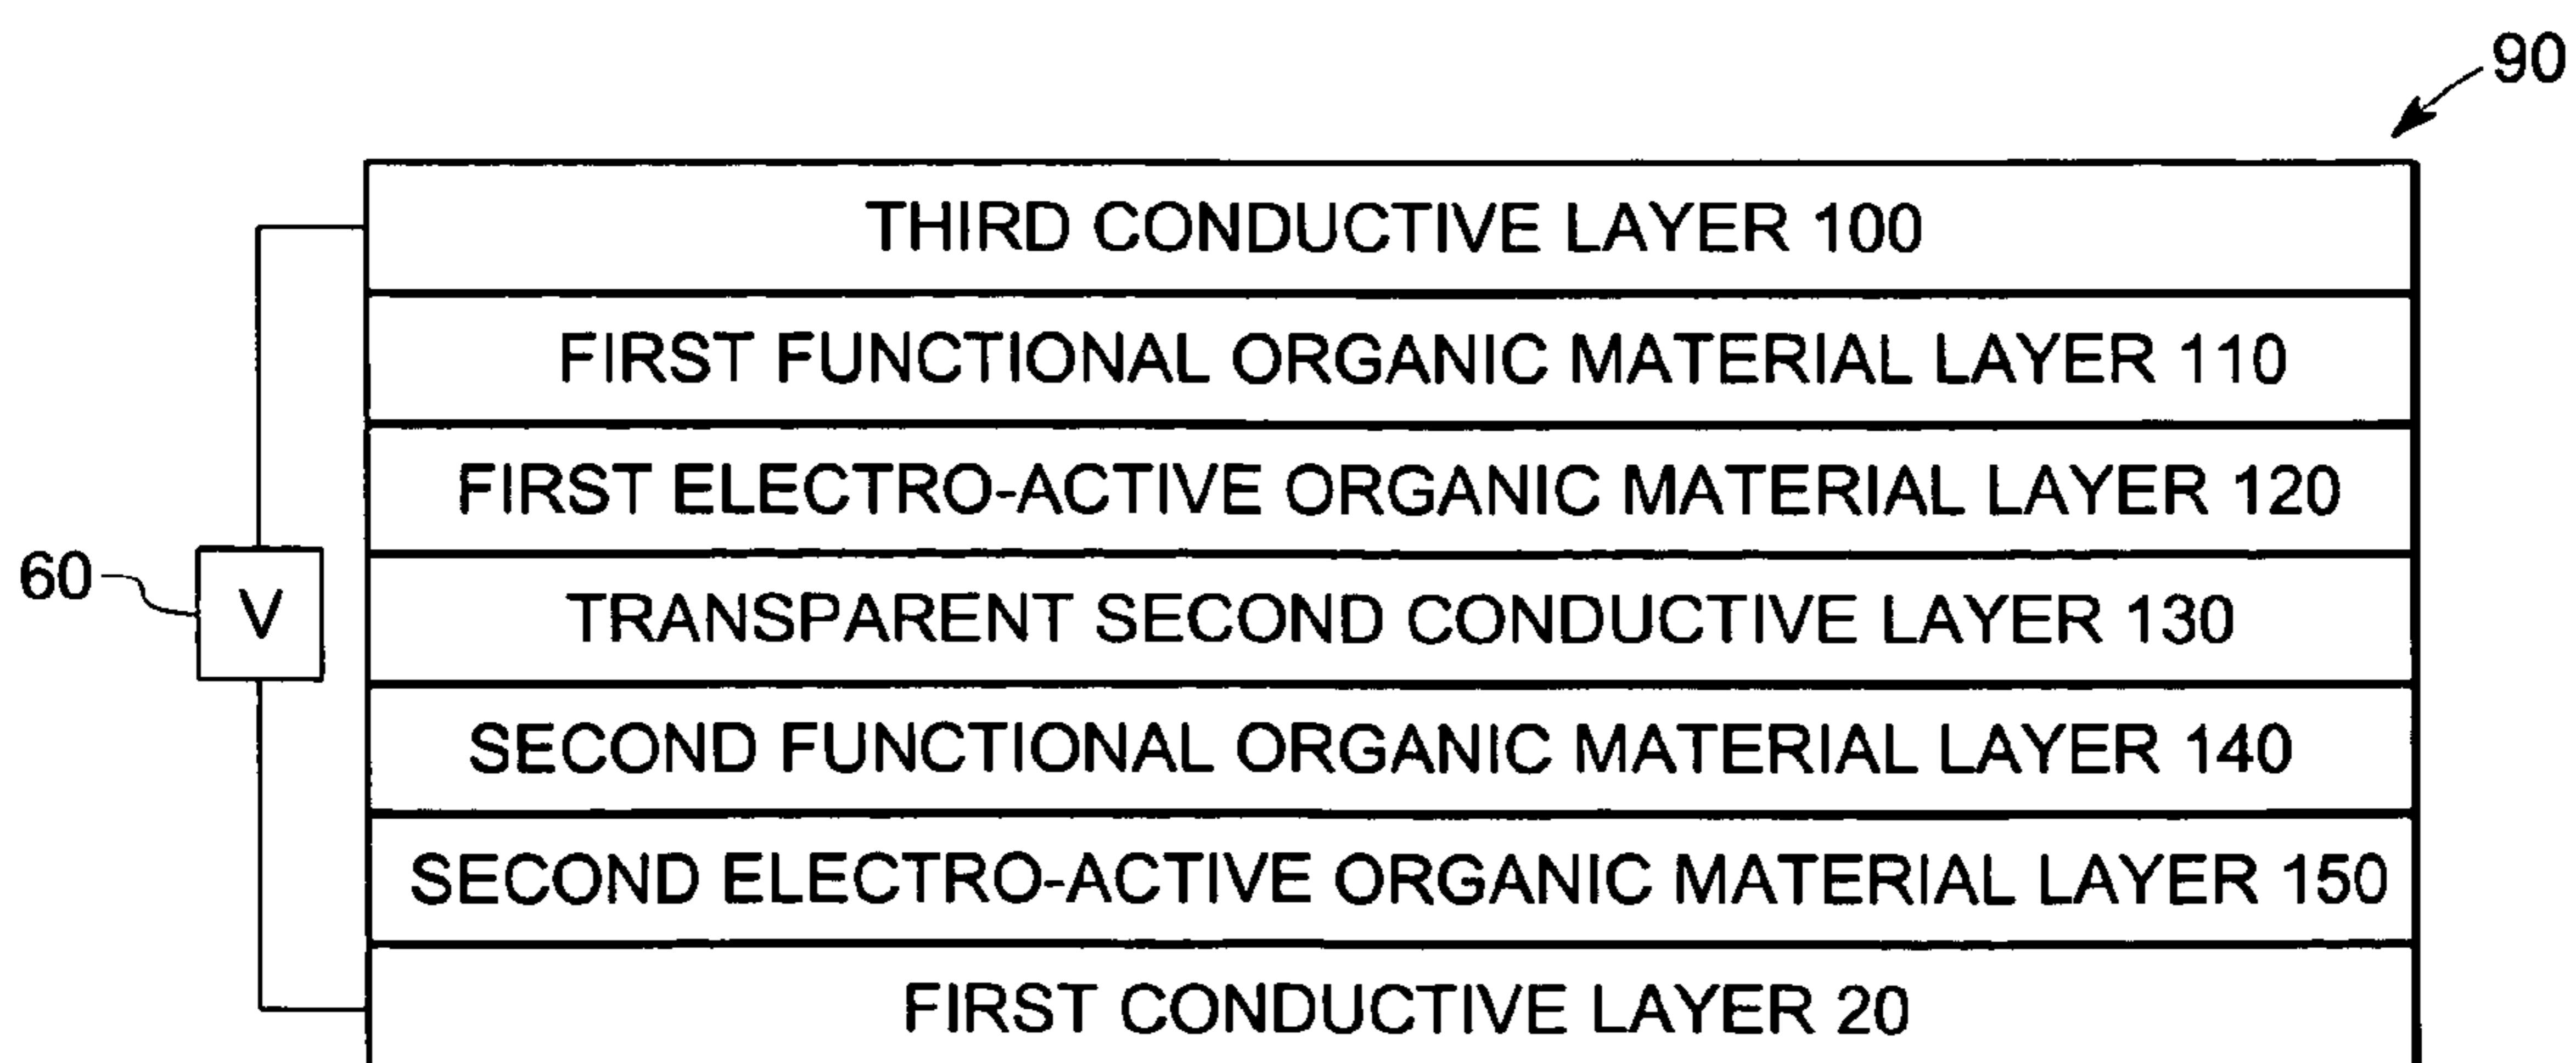 90
THIRD CONDUCTIVE LAYER 100
FIRST FUNCTIONAL ORGANIC MATERIAL LAYER 110
FIRST ELECTRO-ACTIVE ORGANIC MATERIAL LAYER 120
60
V
TRANSPARENT SECOND CONDUCTIVE LAYER 130
SECOND FUNCTIONAL ORGANIC MATERIAL LAYER 140
SECOND ELECTRO-ACTIVE ORGANIC MATERIAL LAYER 150
FIRST CONDUCTIVE LAYER 20